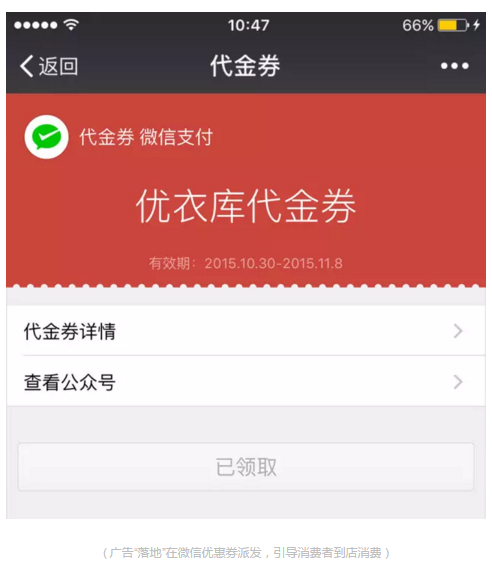 10:47
66%
返回
代金券
代金券 微信支付
优衣库代金券
有效期：2015.10.30-2015.11.8
代金券详情
查看公众号
已领取
（广告“落地”在微信优惠券派发，引导消费者到店消费）